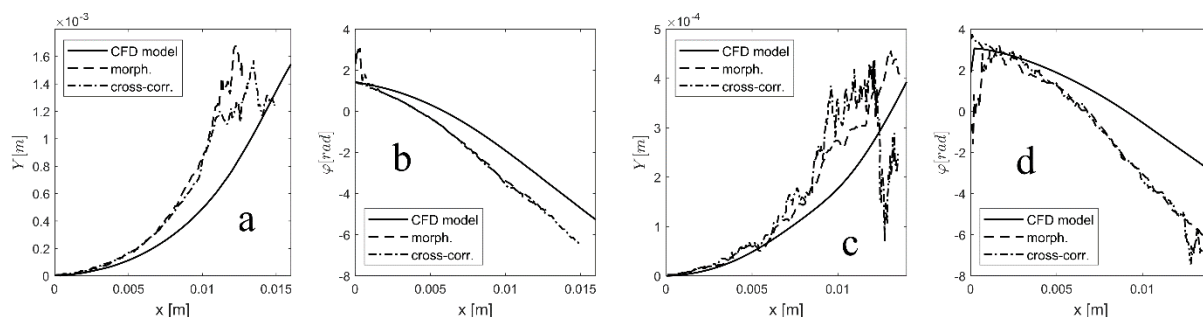 ×10⁻³
1.6
1.4
1.2
1
0.8
0.6
0.4
0.2
0
Y [m]
CFD model
morph.
cross-corr.
a
0
0.005
0.01
0.015
x [m]
4
2
0
-2
-4
-6
-8
φ[rad]
b
CFD model
morph.
cross-corr.
0
0.005
0.01
0.015
x [m]
×10⁻⁴
5
4
3
2
1
0
Y [m]
CFD model
morph.
cross-corr.
c
0
0.005
0.01
x [m]
4
2
0
-2
-4
-6
-8
φ[rad]
d
CFD model
morph.
cross-corr.
0
0.005
0.01
x [m]